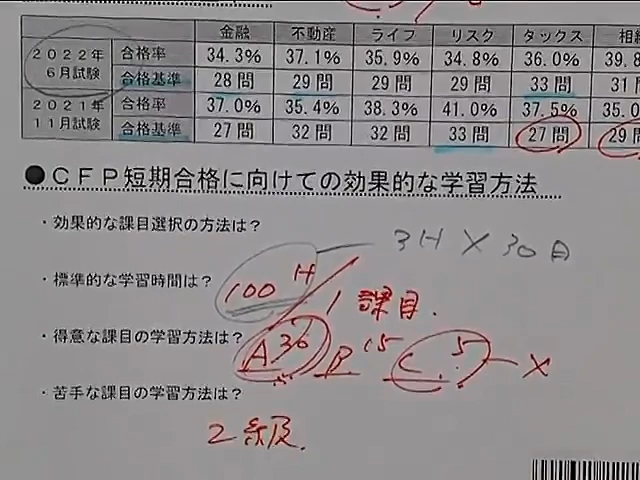 金融 不動産 ライフ リスク タックス 相続
2022年 6月試験 合格率 34.3% 37.1% 35.9% 34.8% 36.0% 39.8
合格基準 28問 29問 29問 29問 33問 31問
2021年 11月試験 合格率 37.0% 35.4% 38.3% 41.0% 37.5% 35.0
合格基準 27問 32問 32問 33問 27問 29問
●CFP短期合格に向けての効果的な学習方法
・効果的な課目選択の方法は?
3H×30日
・標準的な学習時間は?
100H
1課目.
・得意な課目の学習方法は?
A30 B15 C5-×
・苦手な課目の学習方法は?
2級.